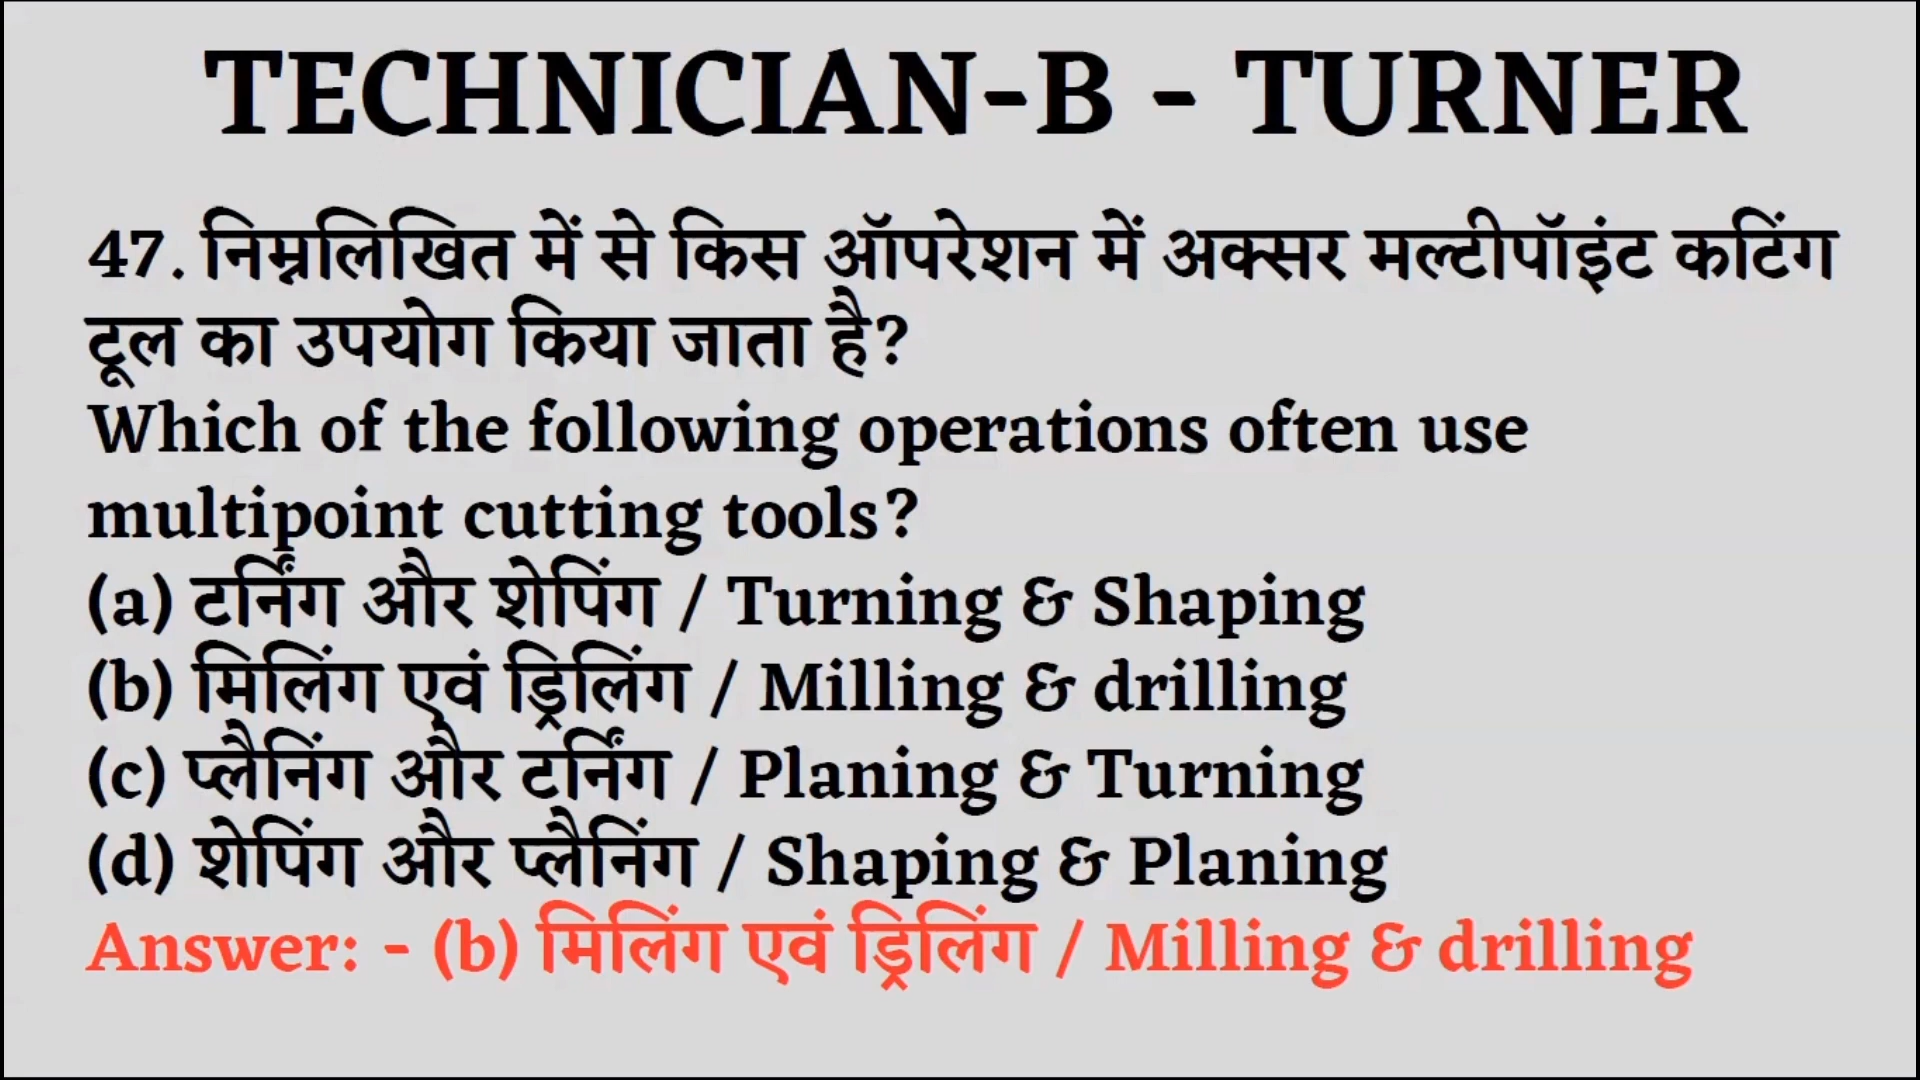 TECHNICIAN-B - TURNER
47. निम्नलिखित में से किस ऑपरेशन में अक्सर मल्टीपॉइंट कटिंग
टूल का उपयोग किया जाता है?
Which of the following operations often use
multipoint cutting tools?
(a) टर्निंग और शेपिंग / Turning & Shaping
(b) मिलिंग एवं ड्रिलिंग / Milling & drilling
(c) प्लैनिंग और टर्निंग / Planing & Turning
(d) शेपिंग और प्लैनिंग / Shaping & Planing
Answer: - (b) मिलिंग एवं ड्रिलिंग / Milling & drilling